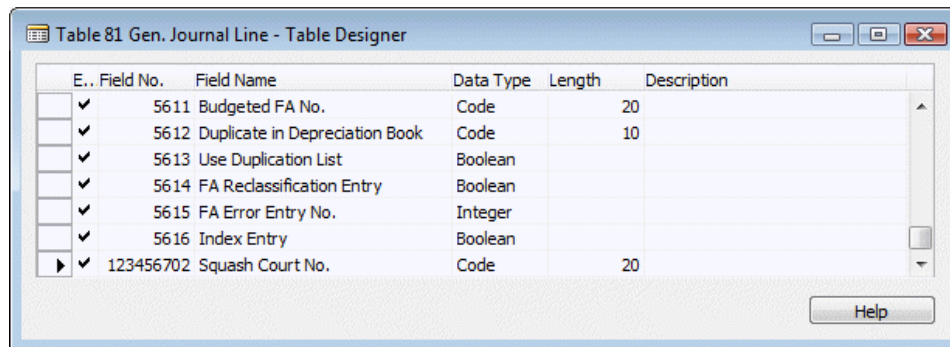 Table 81 Gen. Journal Line - Table Designer
E.. Field No. Field Name Data Type Length Description
5611 Budgeted FA No. Code 20
5612 Duplicate in Depreciation Book Code 10
5613 Use Duplication List Boolean
5614 FA Reclassification Entry Boolean
5615 FA Error Entry No. Integer
5616 Index Entry Boolean
123456702 Squash Court No. Code 20
Help